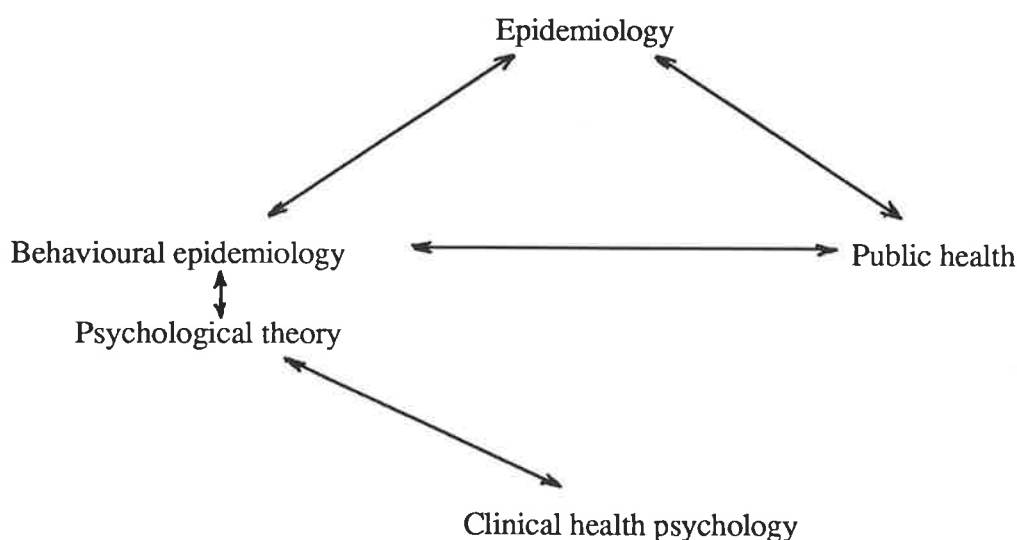 Epidemiology
Behavioural epidemiology
Public health
Psychological theory
Clinical health psychology